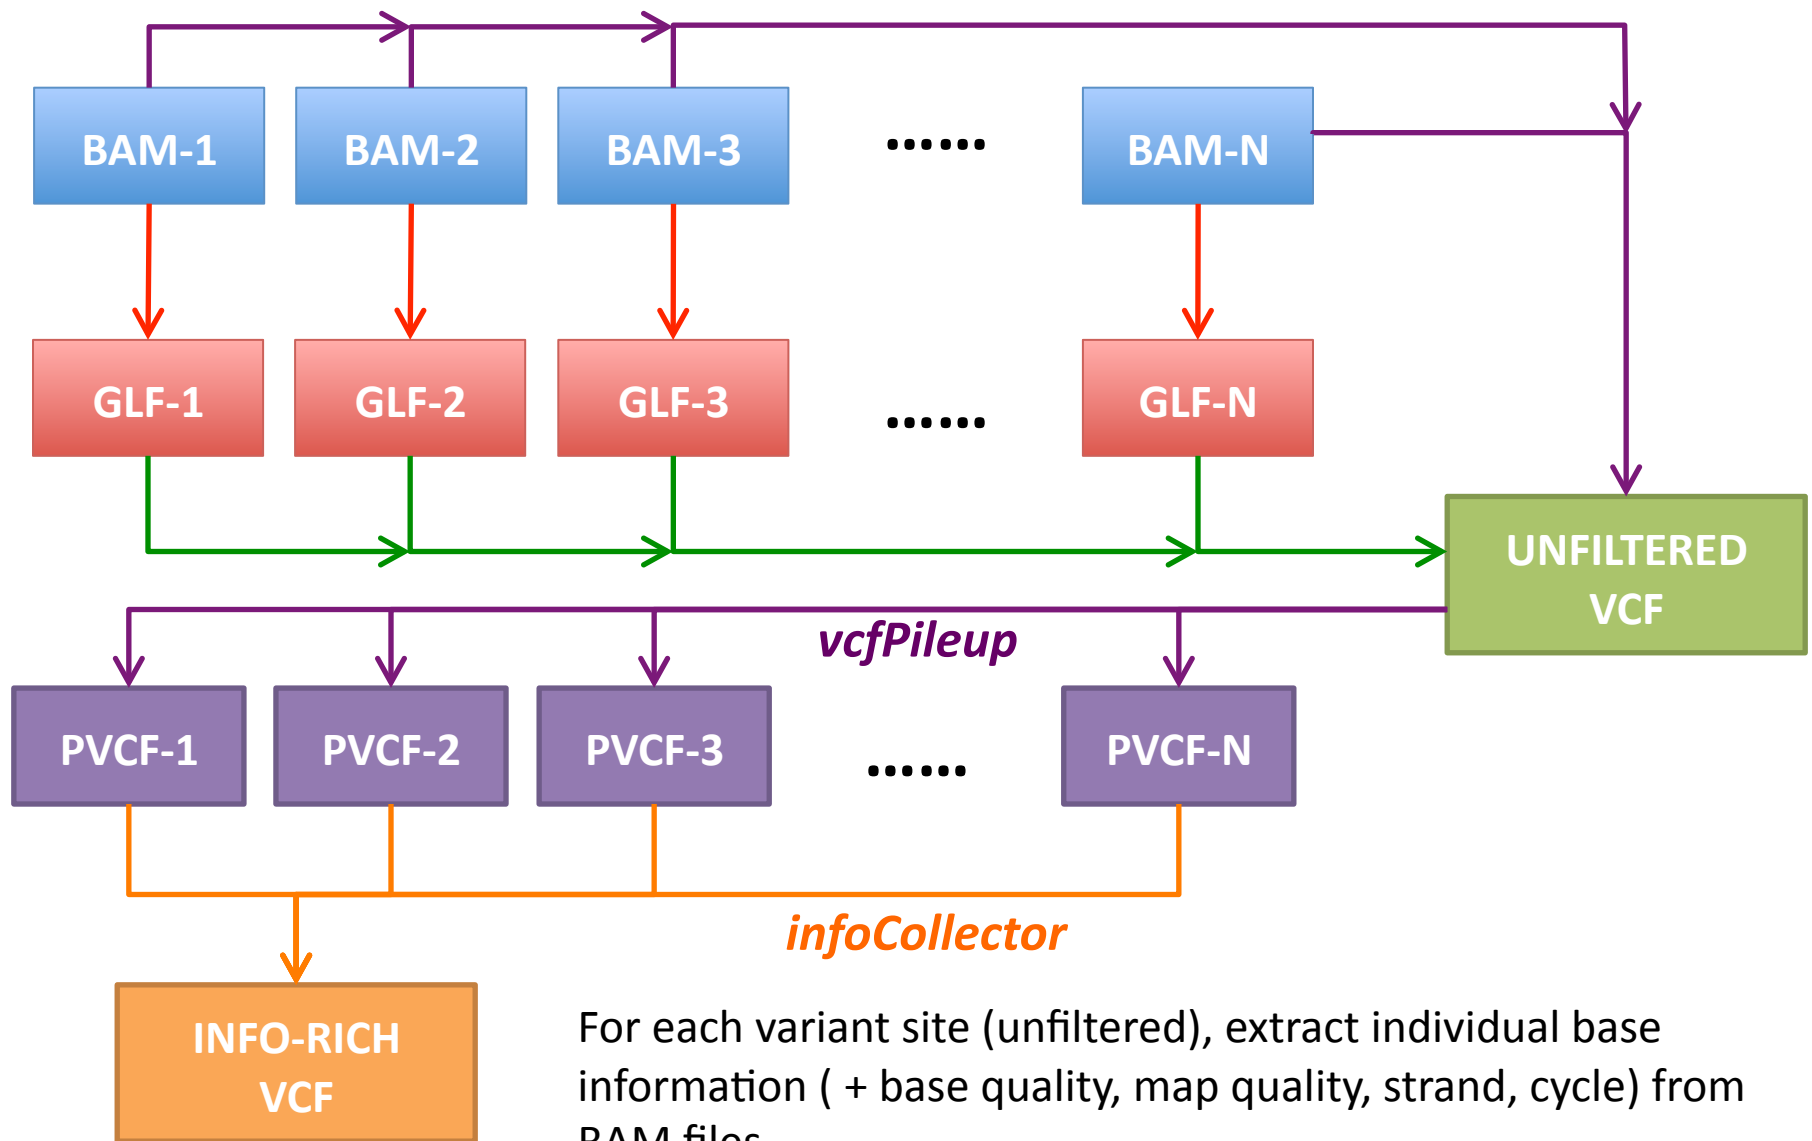 BAM-1 BAM-2 BAM-3 ...... BAM-N
GLF-1 GLF-2 GLF-3 ...... GLF-N
UNFILTERED
VCF
vcfPileup
PVCF-1 PVCF-2 PVCF-3 ...... PVCF-N
infoCollector
INFO-RICH
VCF
For each variant site (unfiltered), extract individual base
information ( + base quality, map quality, strand, cycle) from
BAM files